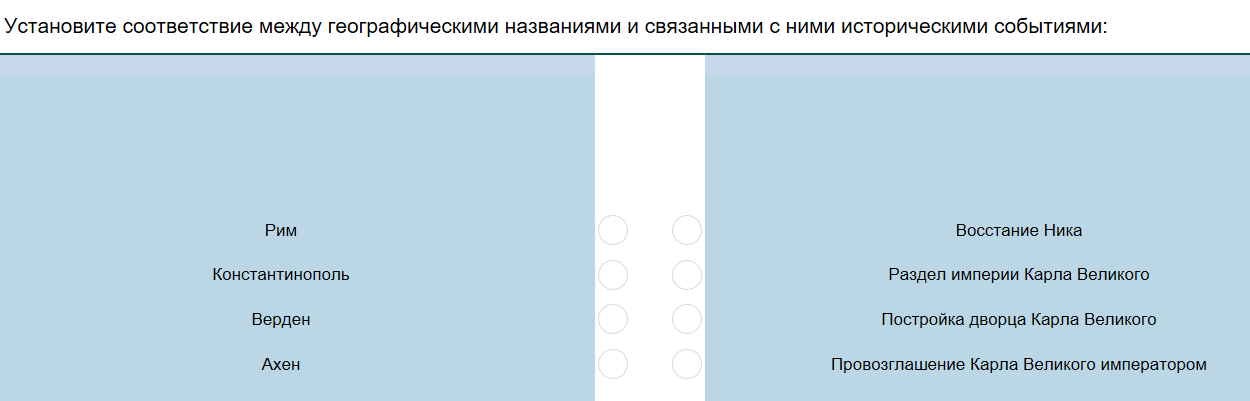 Установите соответствие между географическими названиями и связанными с ними историческими событиями:
Рим
Восстание Ника
Константинополь
Раздел империи Карла Великого
Верден
Постройка дворца Карла Великого
Ахен
Провозглашение Карла Великого императором